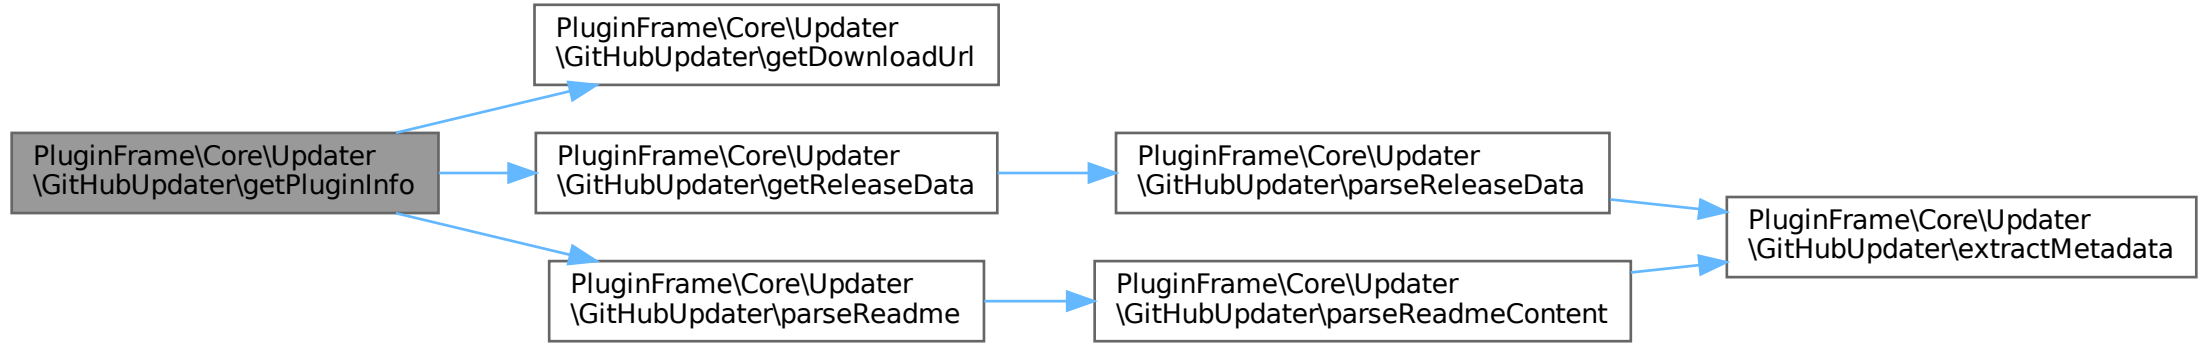 PluginFrame\Core\Updater
\GitHubUpdater\getDownloadUrl
PluginFrame\Core\Updater
\GitHubUpdater\getPluginInfo
PluginFrame\Core\Updater
\GitHubUpdater\getReleaseData
PluginFrame\Core\Updater
\GitHubUpdater\parseReleaseData
PluginFrame\Core\Updater
\GitHubUpdater\extractMetadata
PluginFrame\Core\Updater
\GitHubUpdater\parseReadme
PluginFrame\Core\Updater
\GitHubUpdater\parseReadmeContent